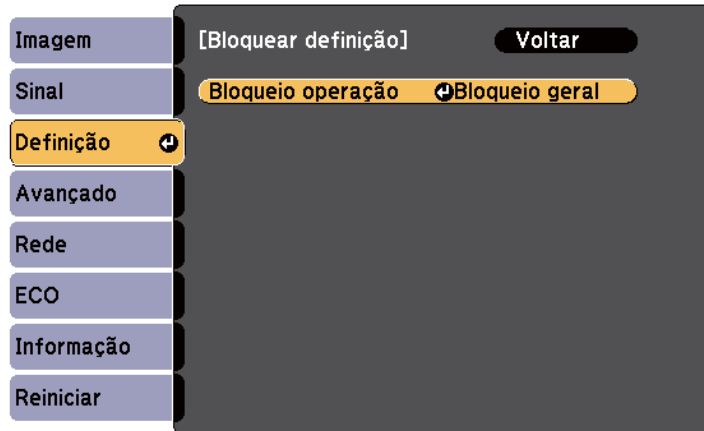 Imagem
Sinal
Definição
Avançado
Rede
ECO
Informação
Reiniciar
[Bloquear definição] Voltar
Bloqueio operação Bloqueio geral